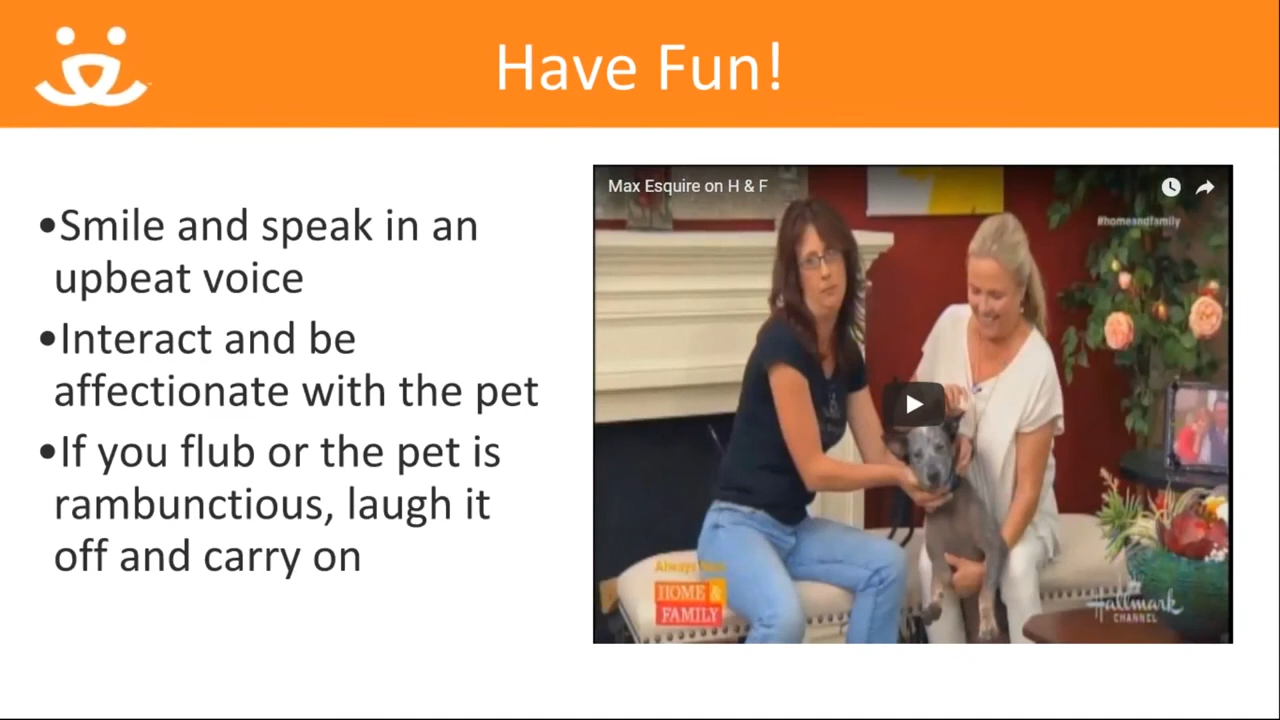 Have Fun!
•Smile and speak in an
upbeat voice
•Interact and be
affectionate with the pet
•If you flub or the pet is
rambunctious, laugh it
off and carry on
Max Esquire on H & F
#homeandfamily
Always
HOME &
FAMILY
Hallmark
CHANNEL